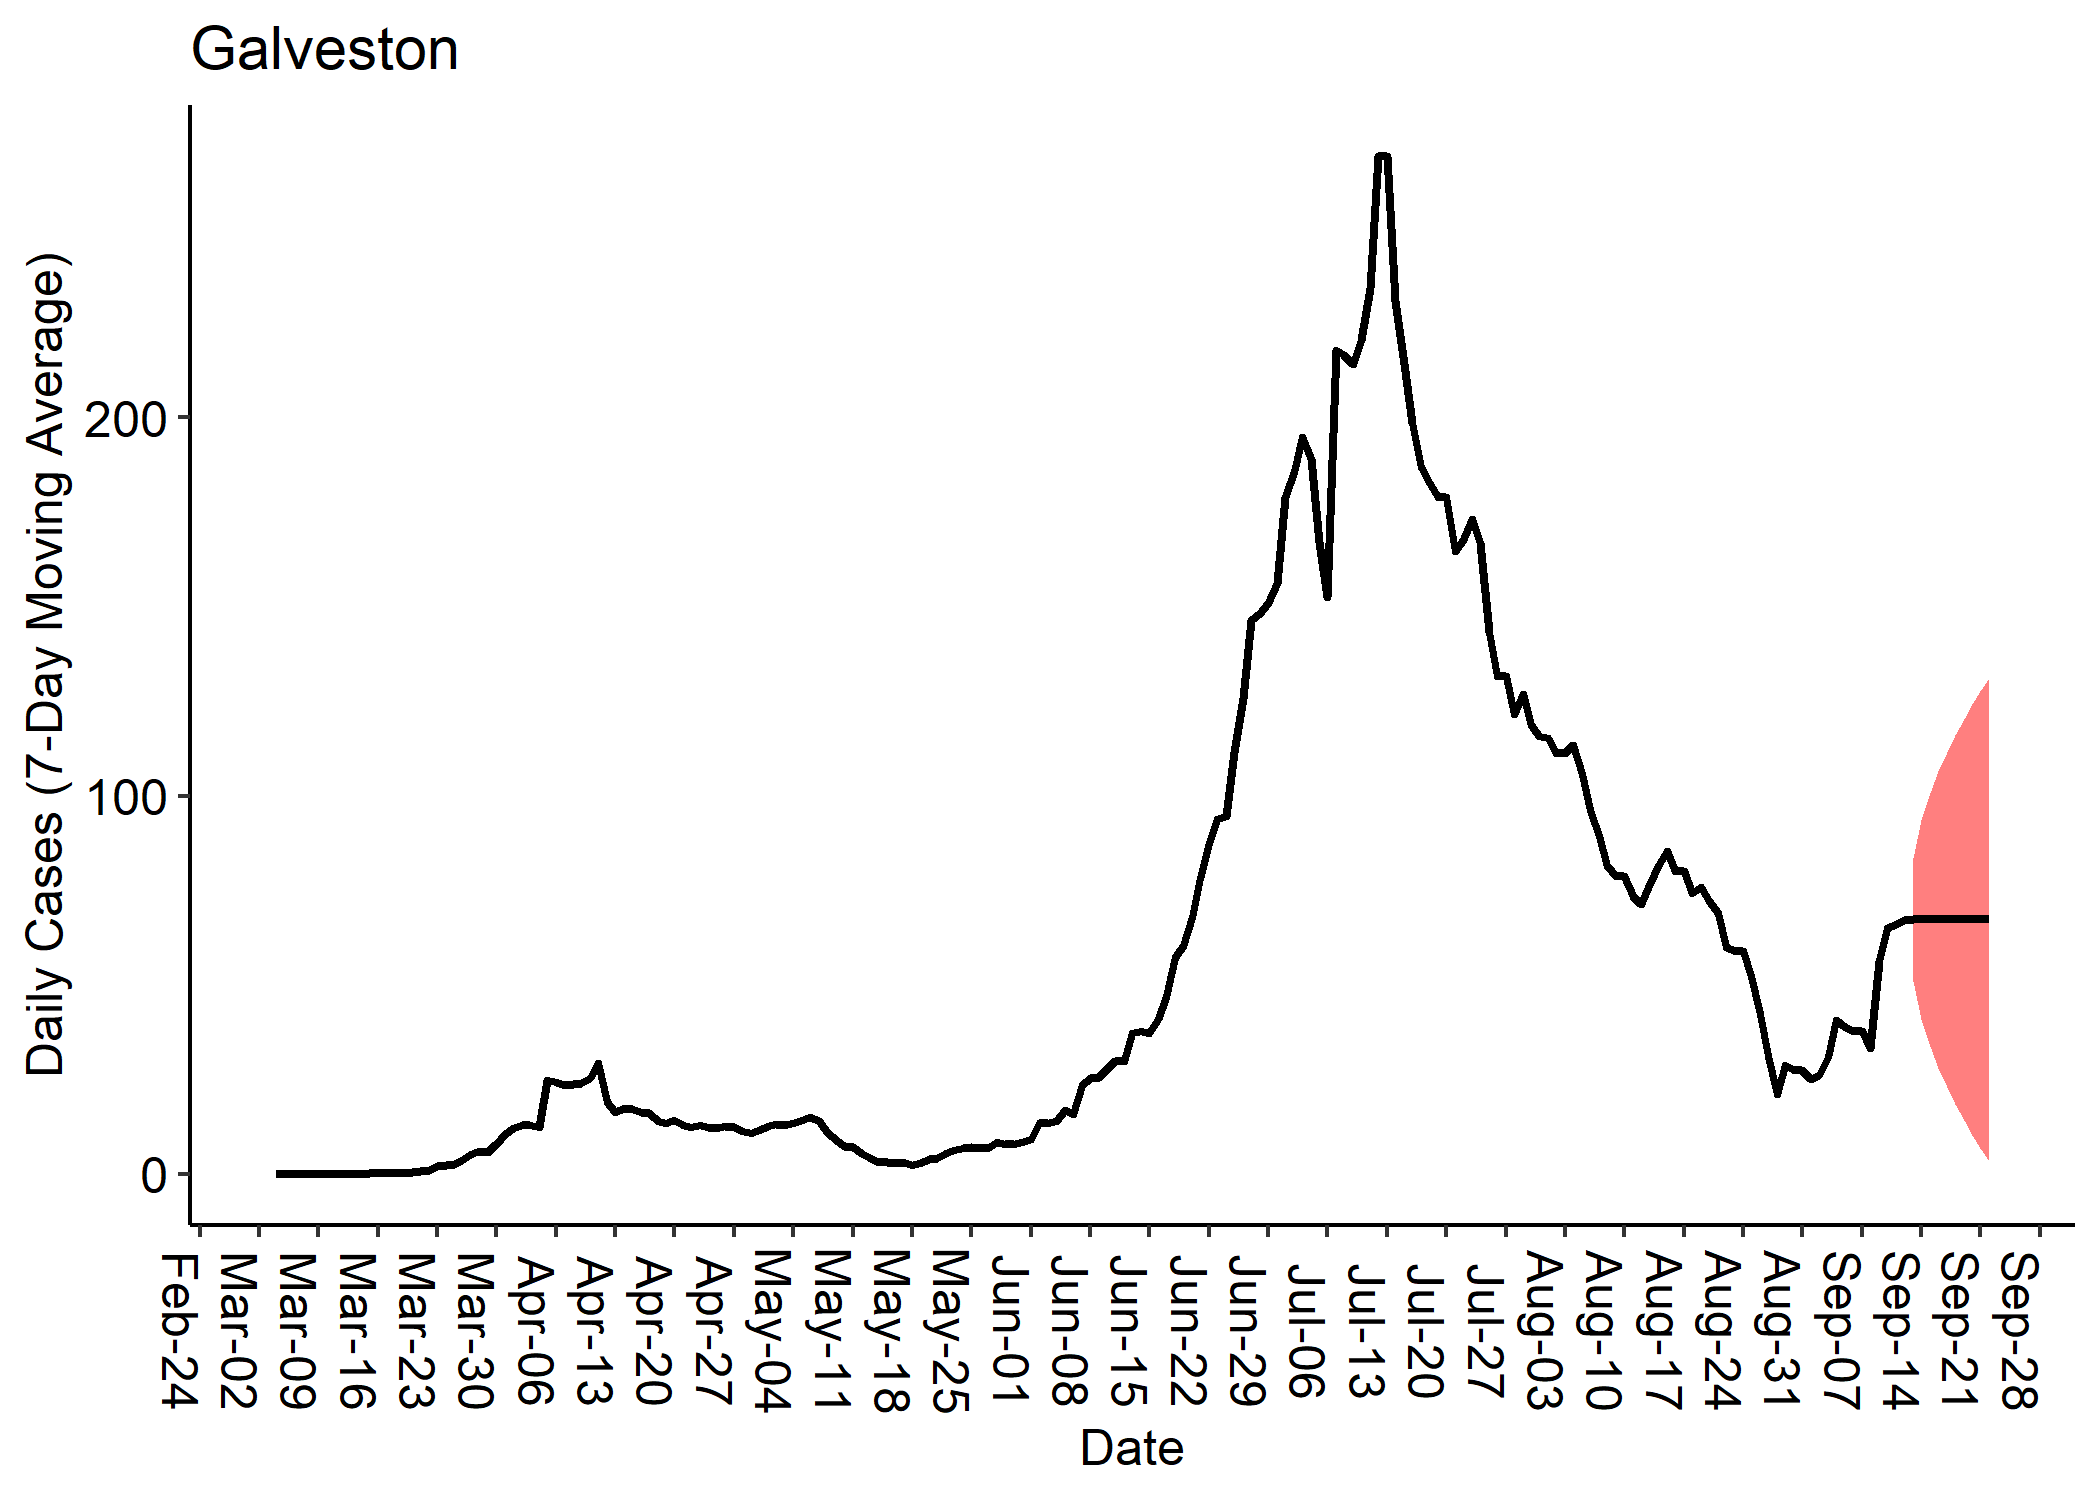 Galveston
Daily Cases (7-Day Moving Average)
200
100
0
Feb-24
Mar-02
Mar-09
Mar-16
Mar-23
Mar-30
Apr-06
Apr-13
Apr-20
Apr-27
May-04
May-11
May-18
May-25
Jun-01
Jun-08
Jun-15
Jun-22
Jun-29
Jul-06
Jul-13
Jul-20
Jul-27
Aug-03
Aug-10
Aug-17
Aug-24
Aug-31
Sep-07
Sep-14
Sep-21
Sep-28
Date